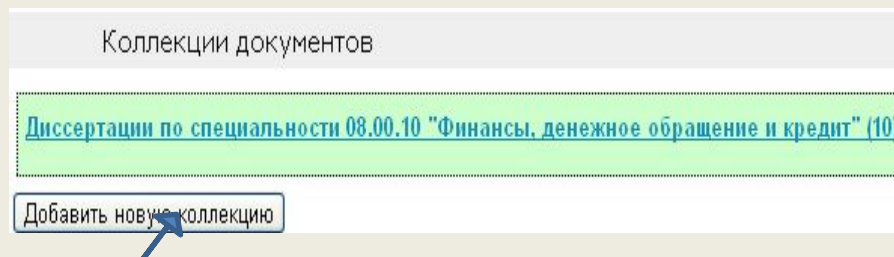 Коллекции документов
Диссертации по специальности 08.00.10 "Финансы, денежное обращение и кредит" (10)
Добавить новую коллекцию